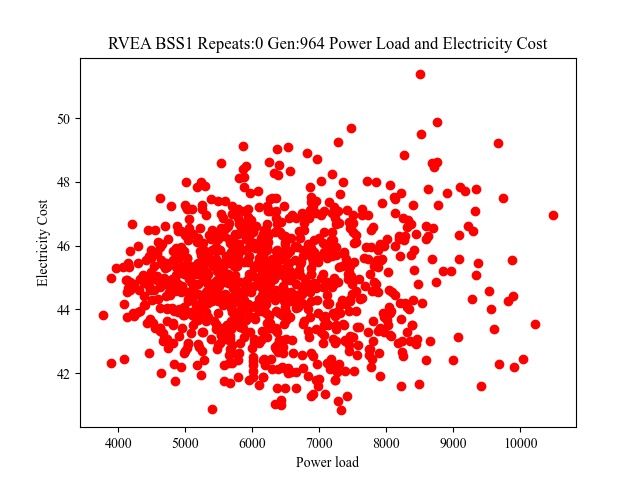 RVEA BSS1 Repeats:0 Gen:964 Power Load and Electricity Cost
Electricity Cost
50
48
46
44
42
4000 5000 6000 7000 8000 9000 10000
Power load